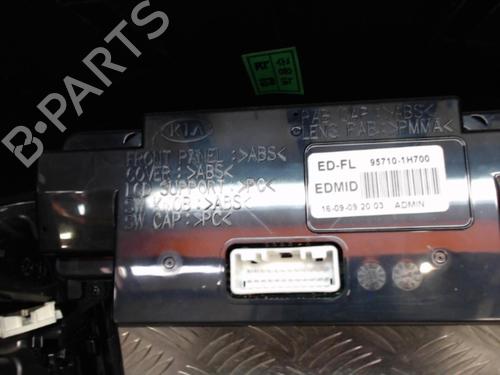 B-PARTS
KIA
FRONT PANEL :>ABS<
COVER :>ABS<
LCD SUPPORT :>PC<
SW KNOB :>ABS<
SW CAP :>PC<
PAB CAP :>ABS<
LENS PAB :>PMMA<
ED-FL 95710-1H700
EDMID
16-09-09 20:03 ADMIN